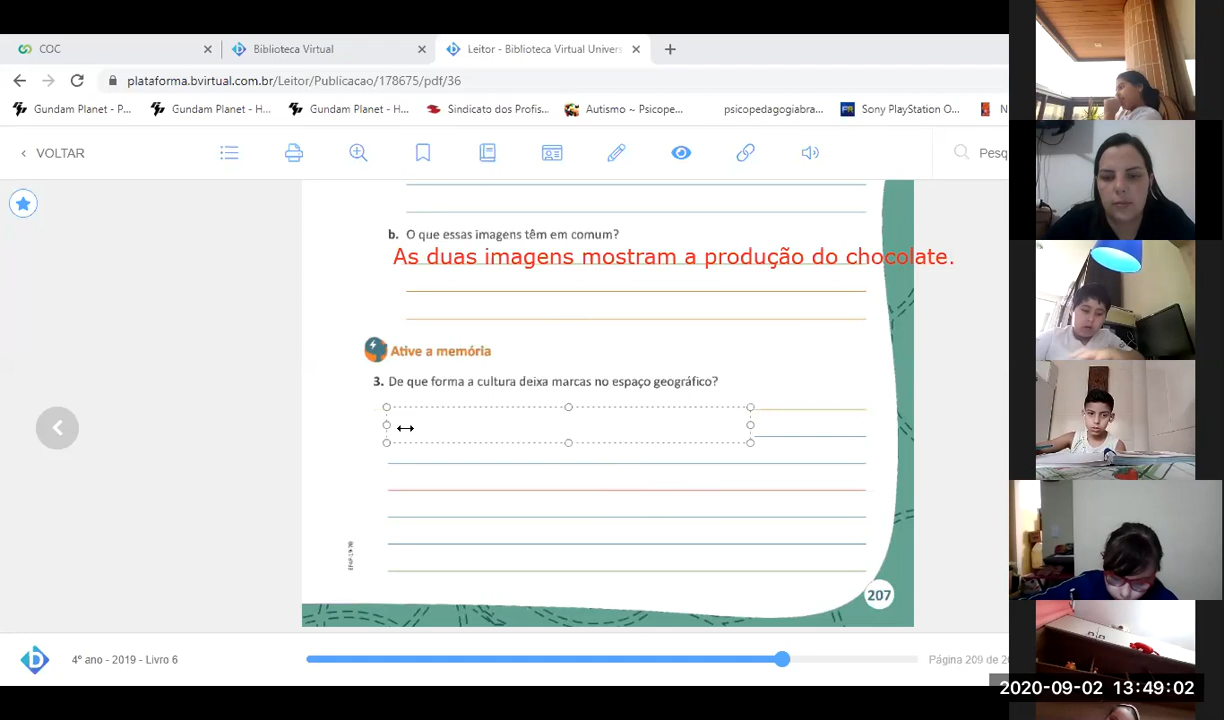 COC
Biblioteca Virtual
Leitor - Biblioteca Virtual Univers
plataforma.bvirtual.com.br/Leitor/Publicacao/178675/pdf/36
Gundam Planet - P...
Gundam Planet - H...
Gundam Planet - H...
Sindicato dos Profis...
Autismo ~ Psicope...
psicopedagogiabra...
Sony PlayStation O...
N
VOLTAR
Pesq
b. O que essas imagens têm em comum?
As duas imagens mostram a produção do chocolate.
Ative a memória
3. De que forma a cultura deixa marcas no espaço geográfico?
207
4º ano - 2019 - Livro 6
Página 209 de
2020-09-02 13:49:02